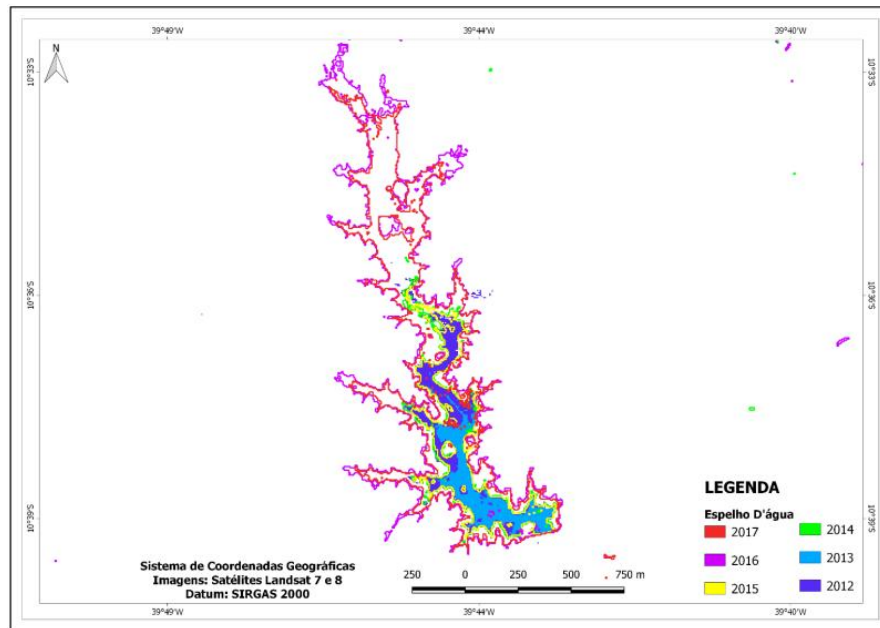 39°49'W 39°44'W 39°40'W
N
10°33'S 10°33'S
10°36'S 10°36'S
10°39'S 10°39'S
LEGENDA
Espelho D'água
2017 2014
2016 2013
2015 2012
Sistema de Coordenadas Geográficas
Imagens: Satélites Landsat 7 e 8
Datum: SIRGAS 2000
250 0 250 500 750 m
39°49'W 39°44'W 39°40'W